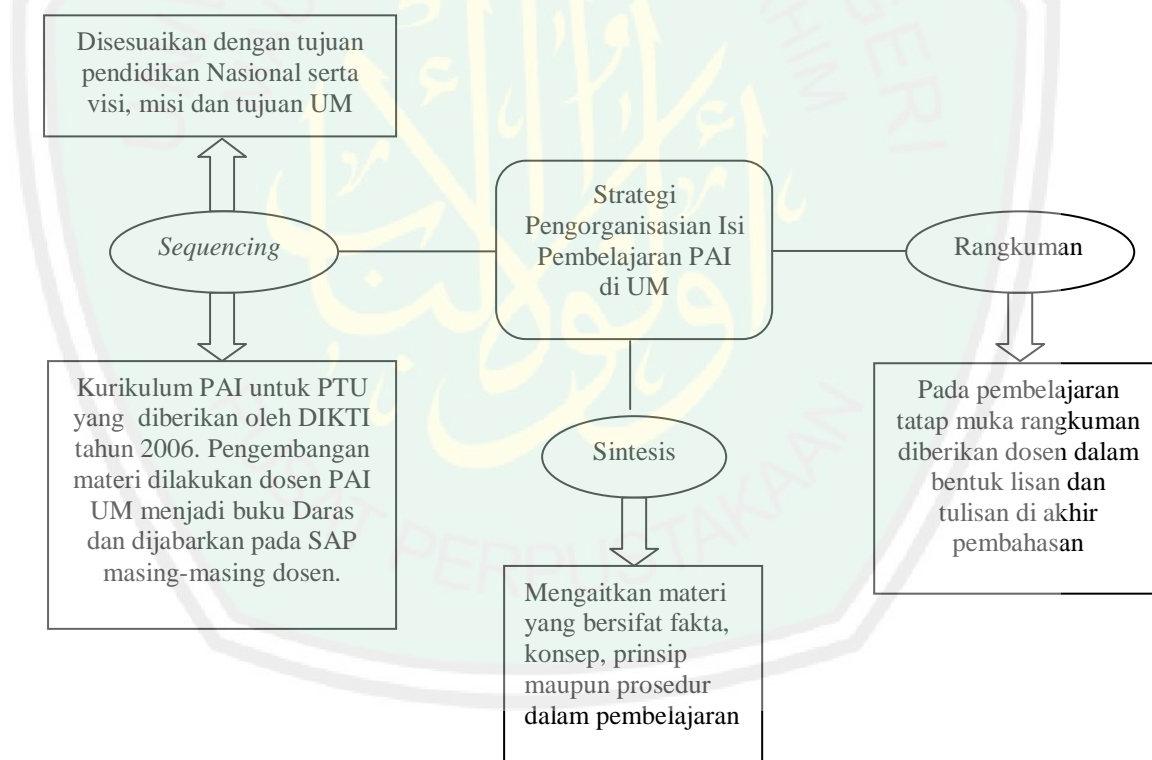 Disesuaikan dengan tujuan
pendidikan Nasional serta
visi, misi dan tujuan UM
Strategi
Pengorganisasian Isi
Pembelajaran PAI
di UM
Sequencing
Rangkuman
Kurikulum PAI untuk PTU
yang diberikan oleh DIKTI
tahun 2006. Pengembangan
materi dilakukan dosen PAI
UM menjadi buku Daras
dan dijabarkan pada SAP
masing-masing dosen.
Sintesis
Pada pembelajaran
tatap muka rangkuman
diberikan dosen dalam
bentuk lisan dan
tulisan di akhir
pembahasan
Mengaitkan materi
yang bersifat fakta,
konsep, prinsip
maupun prosedur
dalam pembelajaran